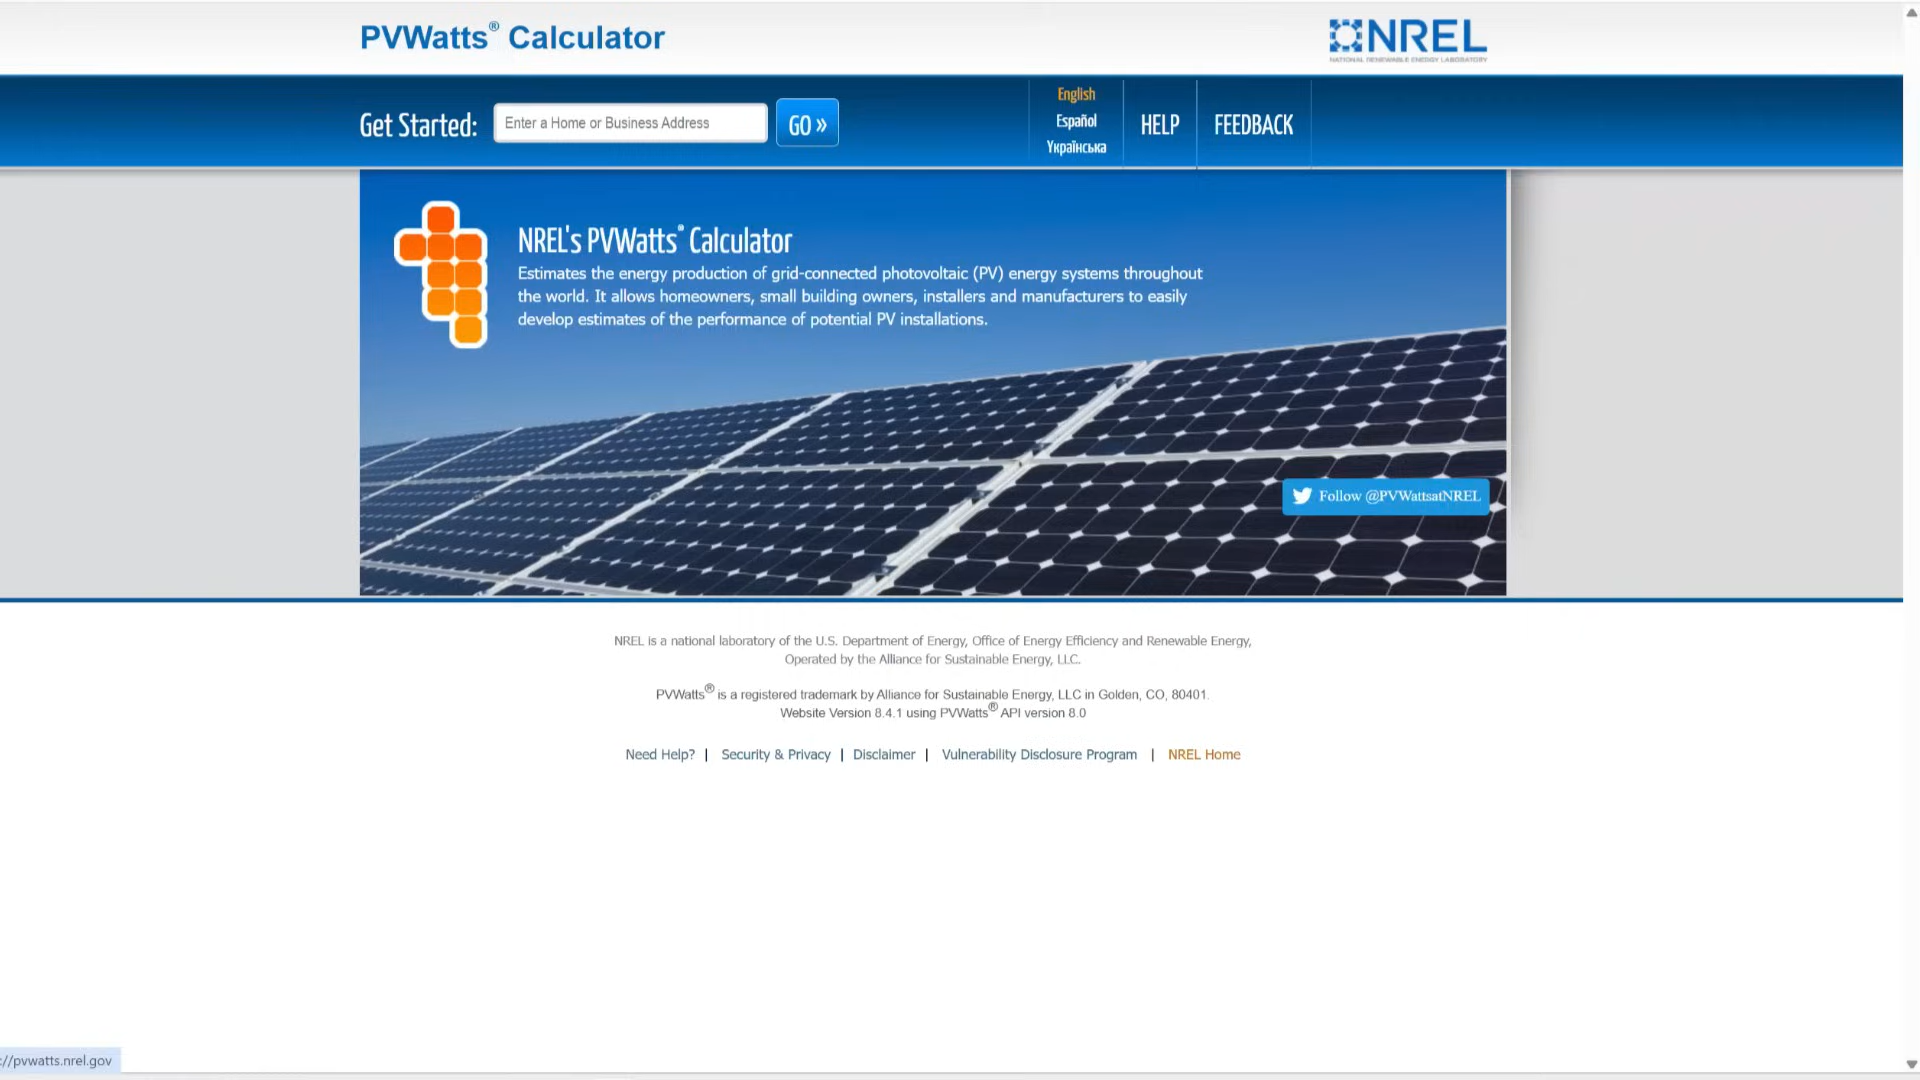 PVWatts® Calculator
NREL
NATIONAL RENEWABLE ENERGY LABORATORY
Get Started:
Enter a Home or Business Address
GO »
English
Español
Українська
HELP
FEEDBACK
NREL's PVWatts® Calculator
Estimates the energy production of grid-connected photovoltaic (PV) energy systems throughout
the world. It allows homeowners, small building owners, installers and manufacturers to easily
develop estimates of the performance of potential PV installations.
Follow @PVWattsatNREL
NREL is a national laboratory of the U.S. Department of Energy, Office of Energy Efficiency and Renewable Energy,
Operated by the Alliance for Sustainable Energy, LLC.
PVWatts® is a registered trademark by Alliance for Sustainable Energy, LLC in Golden, CO, 80401.
Website Version 8.4.1 using PVWatts® API version 8.0
Need Help? | Security & Privacy | Disclaimer | Vulnerability Disclosure Program | NREL Home
://pvwatts.nrel.gov